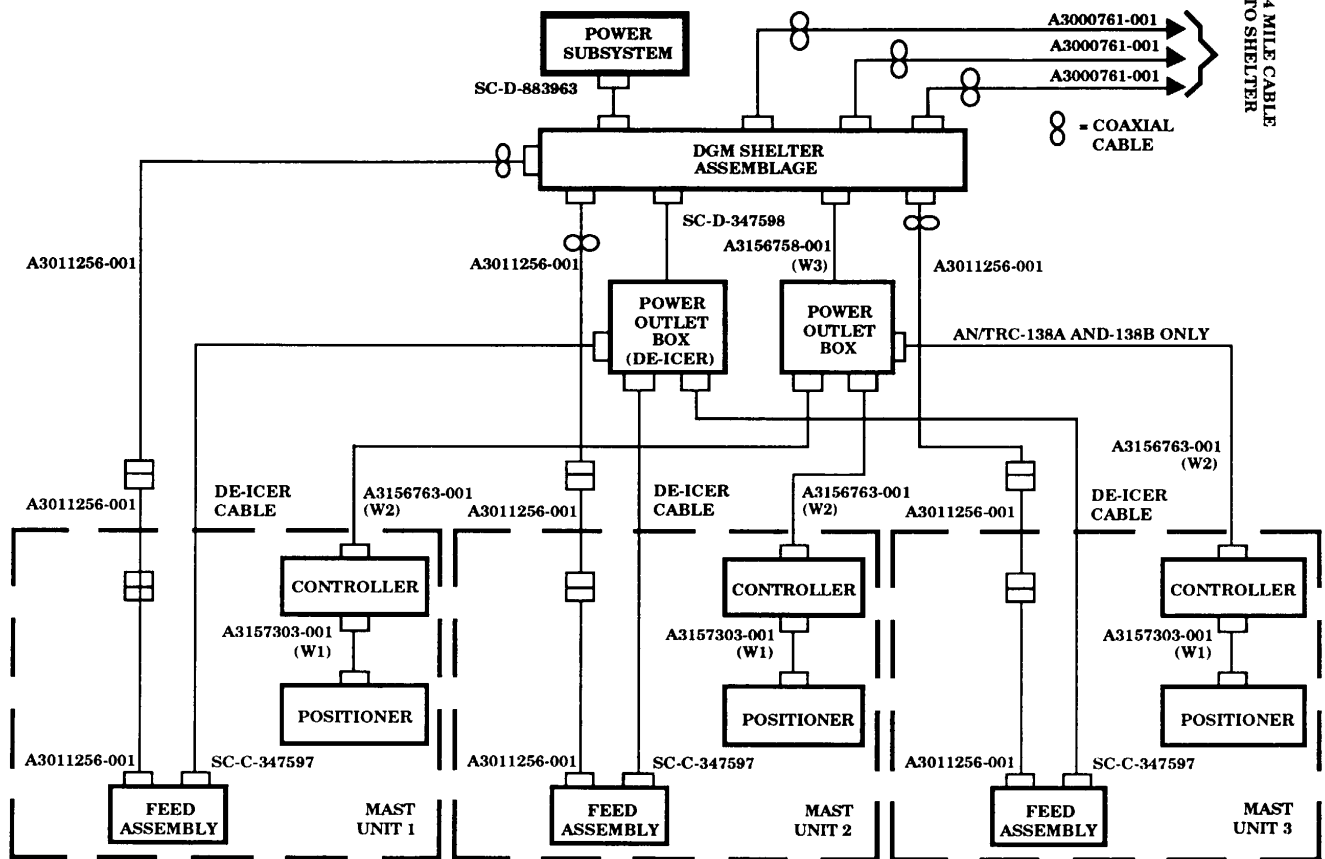 POWER
SUBSYSTEM
SC-D-883963
A3000761-001
A3000761-001
A3000761-001
4 MILE CABLE
TO SHELTER
= COAXIAL
CABLE
DGM SHELTER
ASSEMBLAGE
A3011256-001
A3011256-001
SC-D-347598
A3156758-001
(W3)
A3011256-001
POWER
OUTLET
BOX
(DE-ICER)
POWER
OUTLET
BOX
AN/TRC-138A AND-138B ONLY
A3011256-001
DE-ICER
CABLE
A3156763-001
(W2)
A3011256-001
DE-ICER
CABLE
A3156763-001
(W2)
A3011256-001
DE-ICER
CABLE
A3156763-001
(W2)
CONTROLLER
A3157303-001
(W1)
POSITIONER
A3011256-001
SC-C-347597
FEED
ASSEMBLY
MAST
UNIT 1
CONTROLLER
A3157303-001
(W1)
POSITIONER
A3011256-001
SC-C-347597
FEED
ASSEMBLY
MAST
UNIT 2
CONTROLLER
A3157303-001
(W1)
POSITIONER
A3011256-001
SC-C-347597
FEED
ASSEMBLY
MAST
UNIT 3